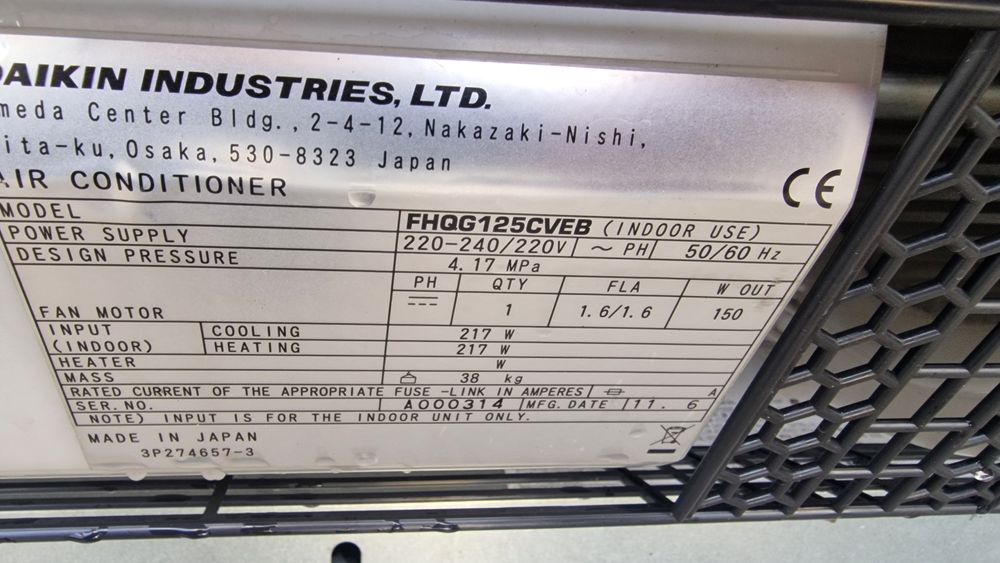 DAIKIN INDUSTRIES, LTD.
meda Center Bldg., 2-4-12, Nakazaki-Nishi,
ita-ku, Osaka, 530-8323 Japan
AIR CONDITIONER
CE
MODEL FHQG125CVEB (INDOOR USE)
POWER SUPPLY 220-240/220V ~ PH 50/60 Hz
DESIGN PRESSURE 4.17 MPa
PH QTY FLA W OUT
FAN MOTOR 1 1.6/1.6 150
INPUT (INDOOR) COOLING 217 W
HEATING 217 W
HEATER W
MASS 38 kg
RATED CURRENT OF THE APPROPRIATE FUSE-LINK IN AMPERES A
SER. NO. A000314 MFG. DATE 11. 6
NOTE) INPUT IS FOR THE INDOOR UNIT ONLY.
MADE IN JAPAN
3P274657-3